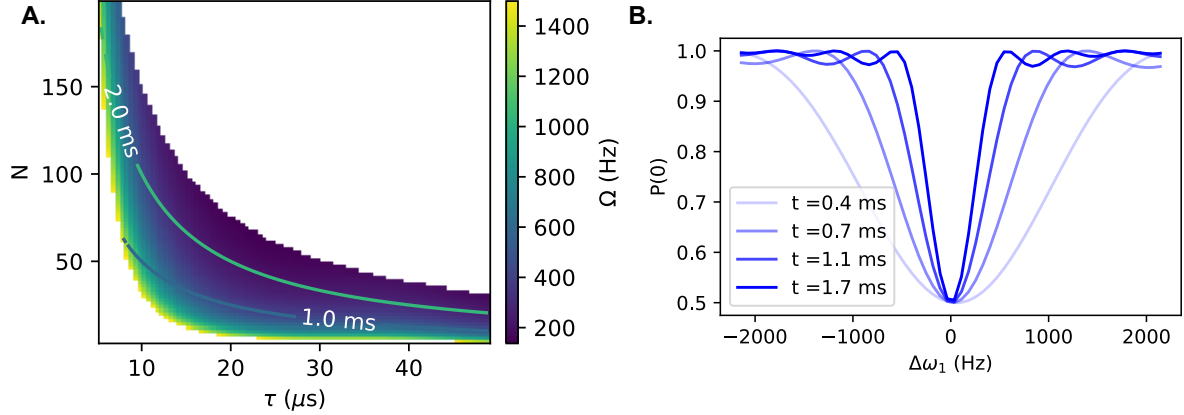 A.
B.
150
100
50
N
10
20
30
40
τ (μs)
2.0 ms
1.0 ms
1400
1200
1000
800
600
400
200
Ω (Hz)
1.0
0.9
0.8
0.7
0.6
0.5
P(0)
t =0.4 ms
t =0.7 ms
t =1.1 ms
t =1.7 ms
−2000
−1000
0
1000
2000
Δω₁ (Hz)